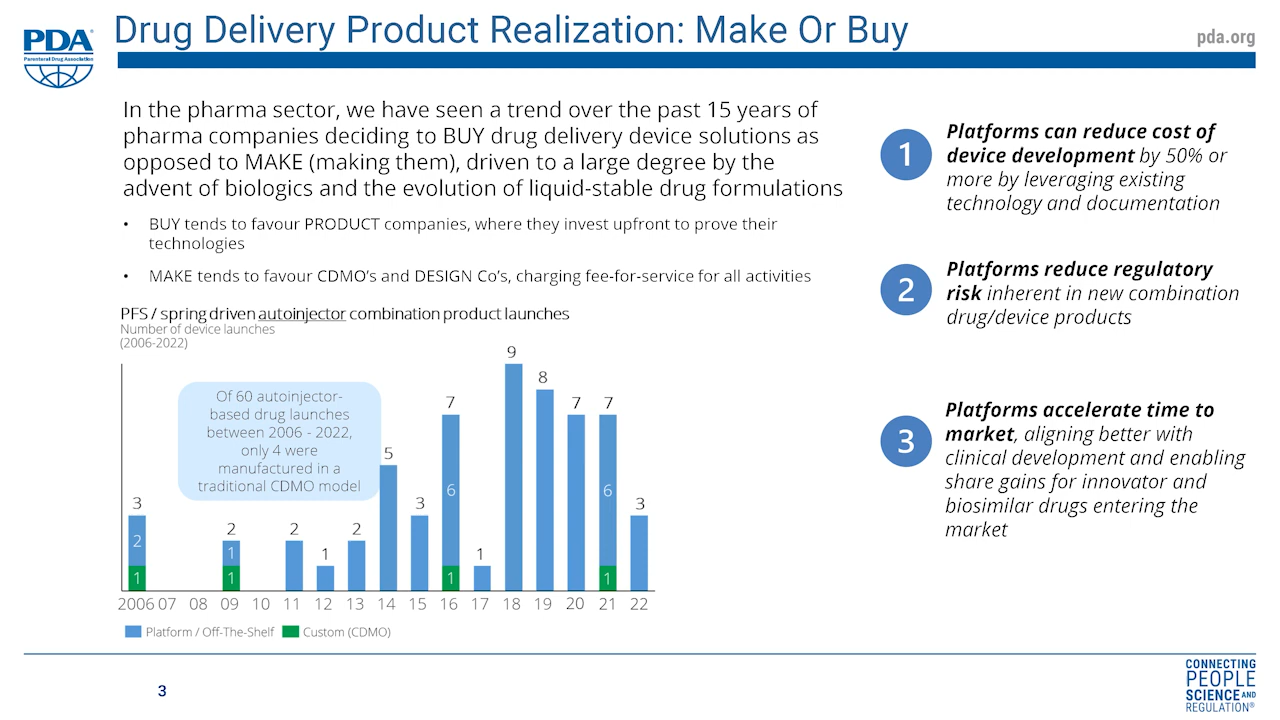 PDA®
Parenteral Drug Association
Drug Delivery Product Realization: Make Or Buy
pda.org
In the pharma sector, we have seen a trend over the past 15 years of
pharma companies deciding to BUY drug delivery device solutions as
opposed to MAKE (making them), driven to a large degree by the
advent of biologics and the evolution of liquid-stable drug formulations
• BUY tends to favour PRODUCT companies, where they invest upfront to prove their
technologies
• MAKE tends to favour CDMO's and DESIGN Co's, charging fee-for-service for all activities
PFS / spring driven autoinjector combination product launches
Number of device launches
(2006-2022)
Of 60 autoinjector-
based drug launches
between 2006 - 2022,
only 4 were
manufactured in a
traditional CDMO model
3
2
1
2
1
1
2
1
2
5
3
7
6
1
1
9
8
7
7
6
1
3
2006 07 08 09 10 11 12 13 14 15 16 17 18 19 20 21 22
Platform / Off-The-Shelf
Custom (CDMO)
1
Platforms can reduce cost of
device development by 50% or
more by leveraging existing
technology and documentation
2
Platforms reduce regulatory
risk inherent in new combination
drug/device products
3
Platforms accelerate time to
market, aligning better with
clinical development and enabling
share gains for innovator and
biosimilar drugs entering the
market
3
CONNECTING
PEOPLE
SCIENCE AND
REGULATION®